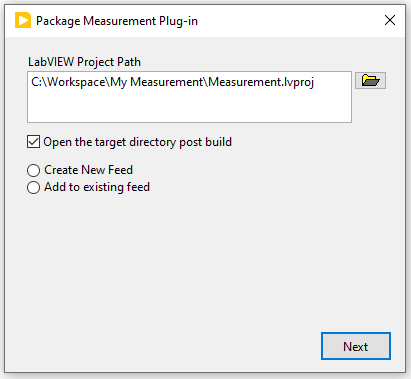 Package Measurement Plug-in
LabVIEW Project Path
C:\Workspace\My Measurement\Measurement.lvproj
Open the target directory post build
Create New Feed
Add to existing feed
Next